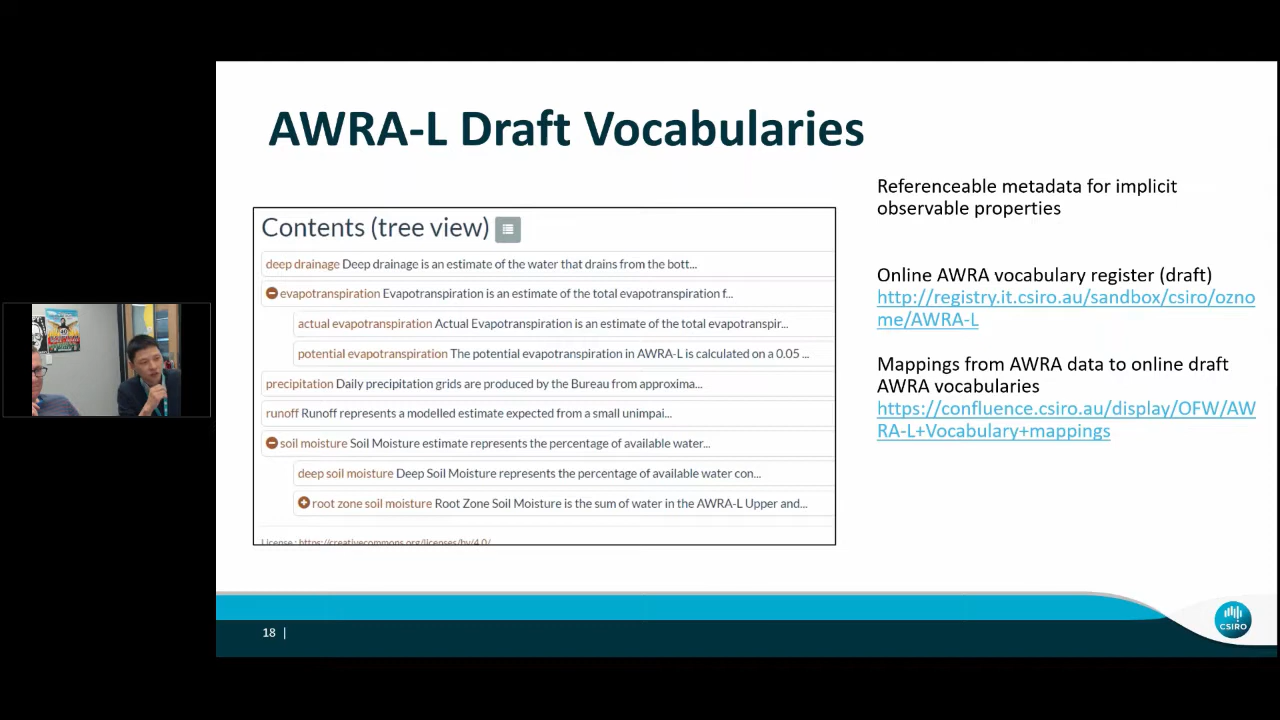 AWRA-L Draft Vocabularies
Contents (tree view)
deep drainage Deep drainage is an estimate of the water that drains from the bott...
evapotranspiration Evapotranspiration is an estimate of the total evapotranspiration f...
actual evapotranspiration Actual Evapotranspiration is an estimate of the total evapotranspir...
potential evapotranspiration The potential evapotranspiration in AWRA-L is calculated on a 0.05 ...
precipitation Daily precipitation grids are produced by the Bureau from approxima...
runoff Runoff represents a modelled estimate expected from a small unimpai...
soil moisture Soil Moisture estimate represents the percentage of available water...
deep soil moisture Deep Soil Moisture represents the percentage of available water con...
root zone soil moisture Root Zone Soil Moisture is the sum of water in the AWRA-L Upper and...
License : https://creativecommons.org/licenses/by/4.0/
Referenceable metadata for implicit
observable properties
Online AWRA vocabulary register (draft)
http://registry.it.csiro.au/sandbox/csiro/ozno
me/AWRA-L
Mappings from AWRA data to online draft
AWRA vocabularies
https://confluence.csiro.au/display/OFW/AW
RA-L+Vocabulary+mappings
18 |
CSIRO